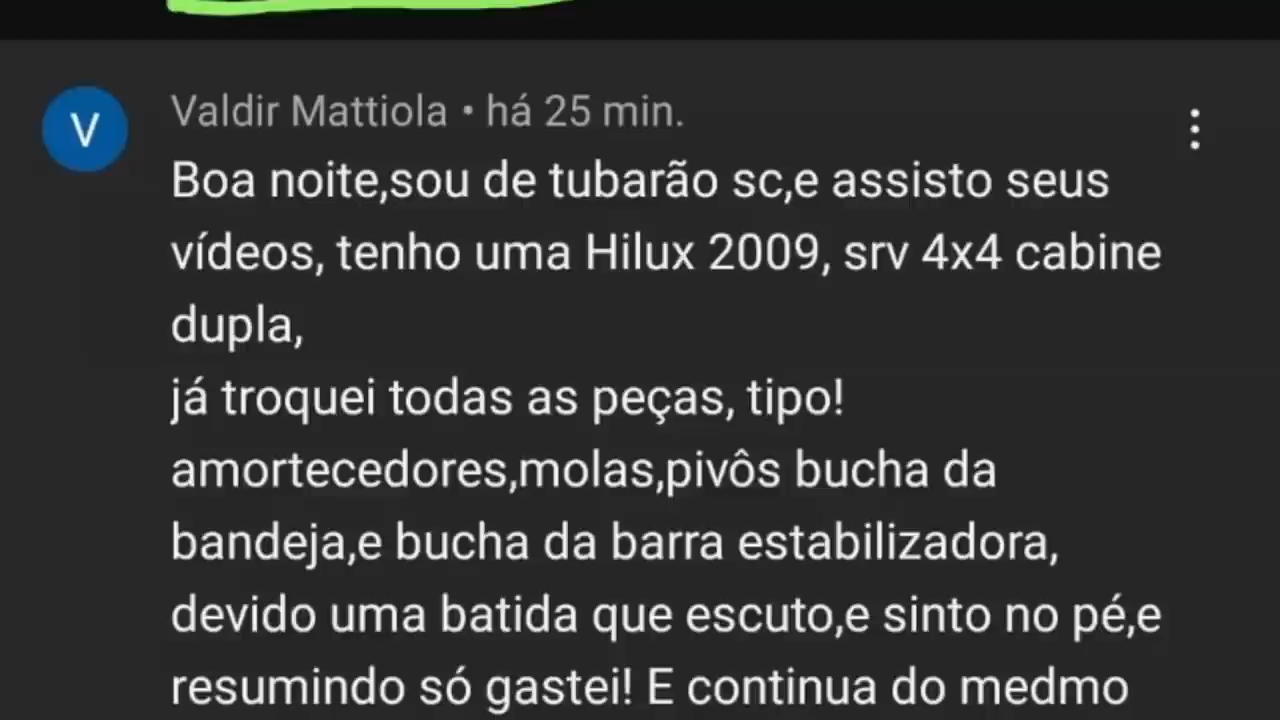 V
Valdir Mattiola • há 25 min.
Boa noite,sou de tubarão sc,e assisto seus
vídeos, tenho uma Hilux 2009, srv 4x4 cabine
dupla,
já troquei todas as peças, tipo!
amortecedores,molas,pivôs bucha da
bandeja,e bucha da barra estabilizadora,
devido uma batida que escuto,e sinto no pé,e
resumindo só gastei! E continua do medmo